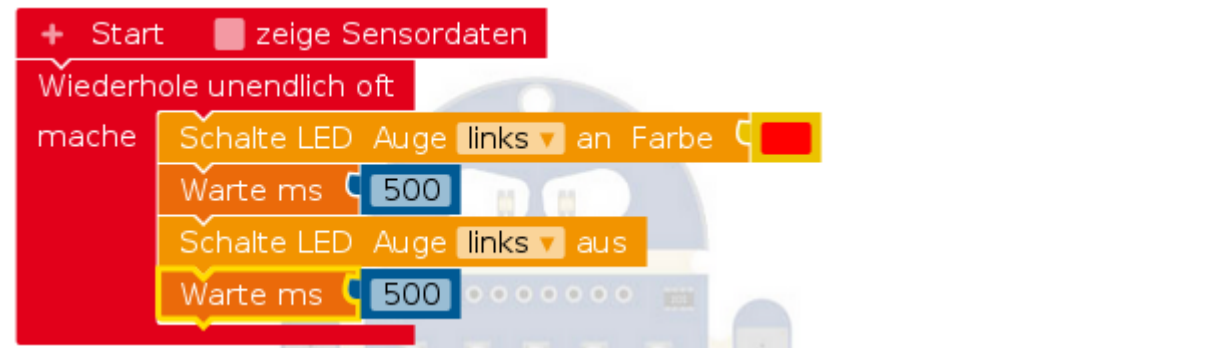 + Start zeige Sensordaten
Wiederhole unendlich oft
mache Schalte LED Auge links an Farbe
Warte ms 500
Schalte LED Auge links aus
Warte ms 500